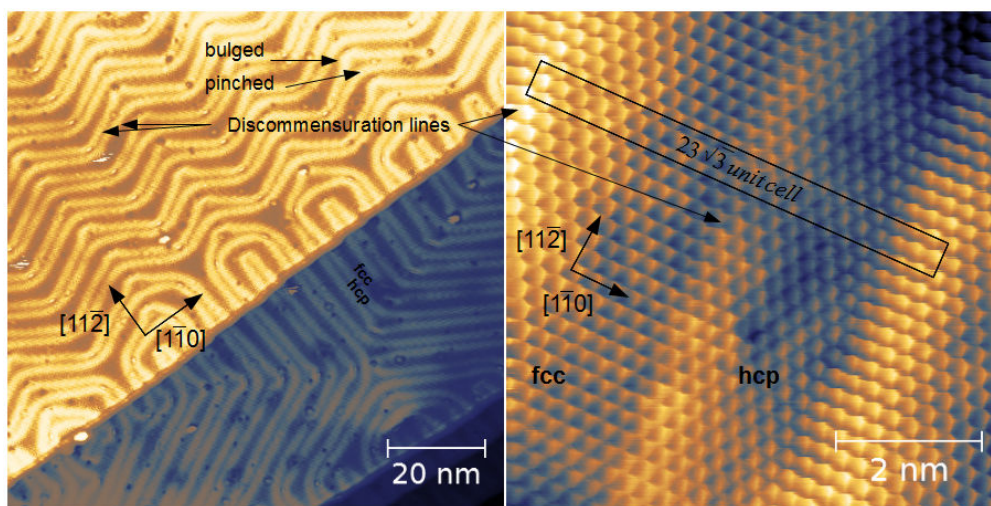 bulged
pinched
Discommensuration lines
fcc
hcp
[112̅]
[11̅0]
20 nm
23 √3 unit cell
[112̅]
[11̅0]
fcc
hcp
2 nm